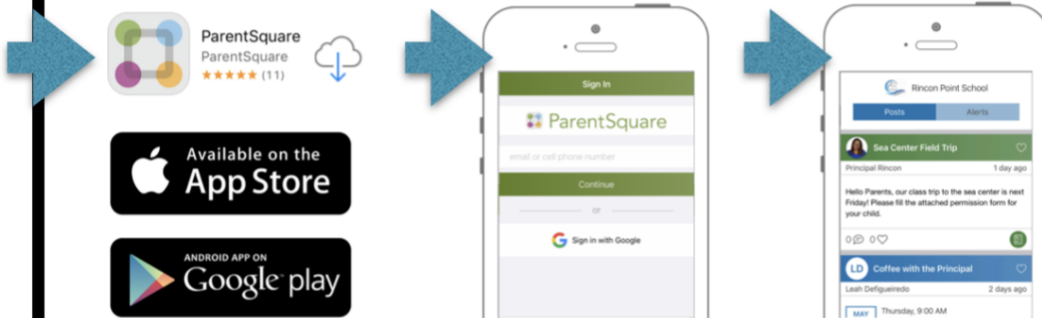 ParentSquare
ParentSquare
(11)
Available on the
App Store
ANDROID APP ON
Google play
Sign In
ParentSquare
email or cell phone number
Continue
or
Sign in with Google
Rincon Point School
Posts Alerts
Sea Center Field Trip
Principal Rincon 1 day ago
Hello Parents, our class trip to the sea center is next
Friday! Please fill the attached permission form for
your child.
0 0
LD Coffee with the Principal
Leah Defigueiredo 2 days ago
MAY Thursday, 9:00 AM